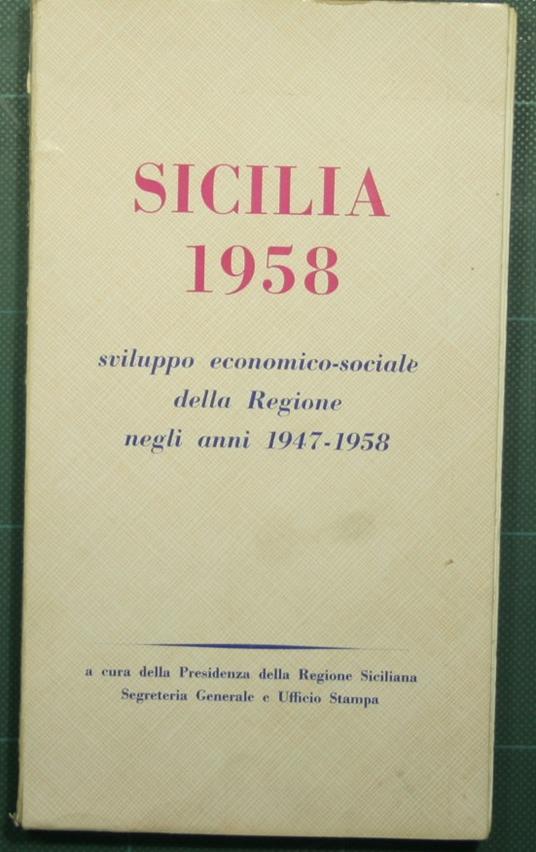 SICILIA
1958
sviluppo economico-sociale
della Regione
negli anni 1947-1958
a cura della Presidenza della Regione Siciliana
Segreteria Generale e Ufficio Stampa